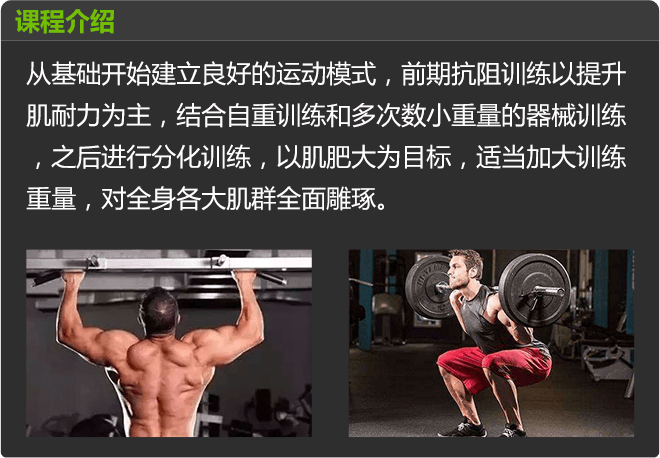 课程介绍
从基础开始建立良好的运动模式，前期抗阻训练以提升
肌耐力为主，结合自重训练和多次数小重量的器械训练
，之后进行分化训练，以肌肥大为目标，适当加大训练
重量，对全身各大肌群全面雕琢。